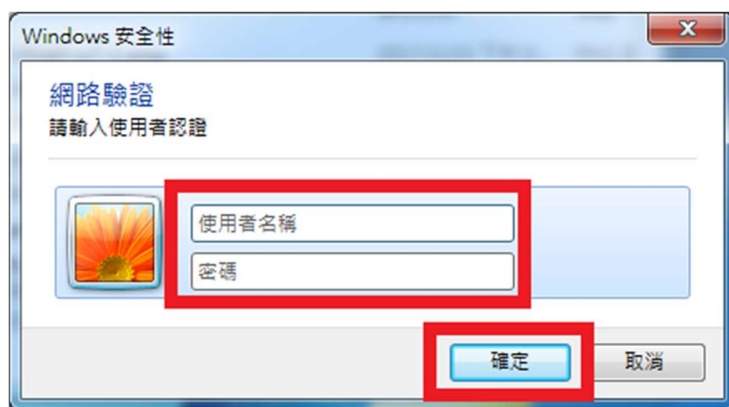 Windows 安全性
網路驗證
請輸入使用者認證
使用者名稱
密碼
確定
取消